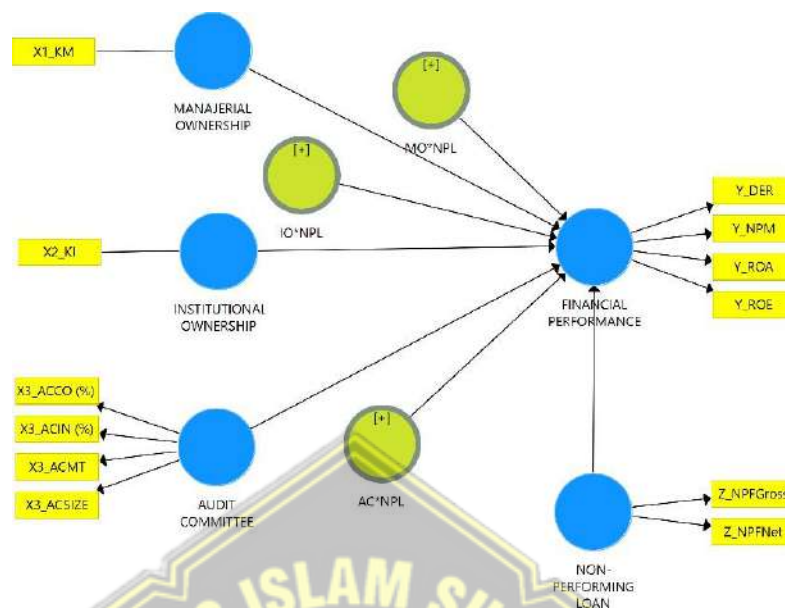 X1_KM
MANAJERIAL
OWNERSHIP
[+]
MO*NPL
[+]
IO*NPL
X2_KI
INSTITUTIONAL
OWNERSHIP
Y_DER
Y_NPM
Y_ROA
Y_ROE
FINANCIAL
PERFORMANCE
X3_ACCO (%)
X3_ACIN (%)
X3_ACMT
X3_ACSIZE
AUDIT
COMMITTEE
[+]
AC*NPL
Z_NPFGross
Z_NPFNet
NON-
PERFORMING
LOAN
ISLAM